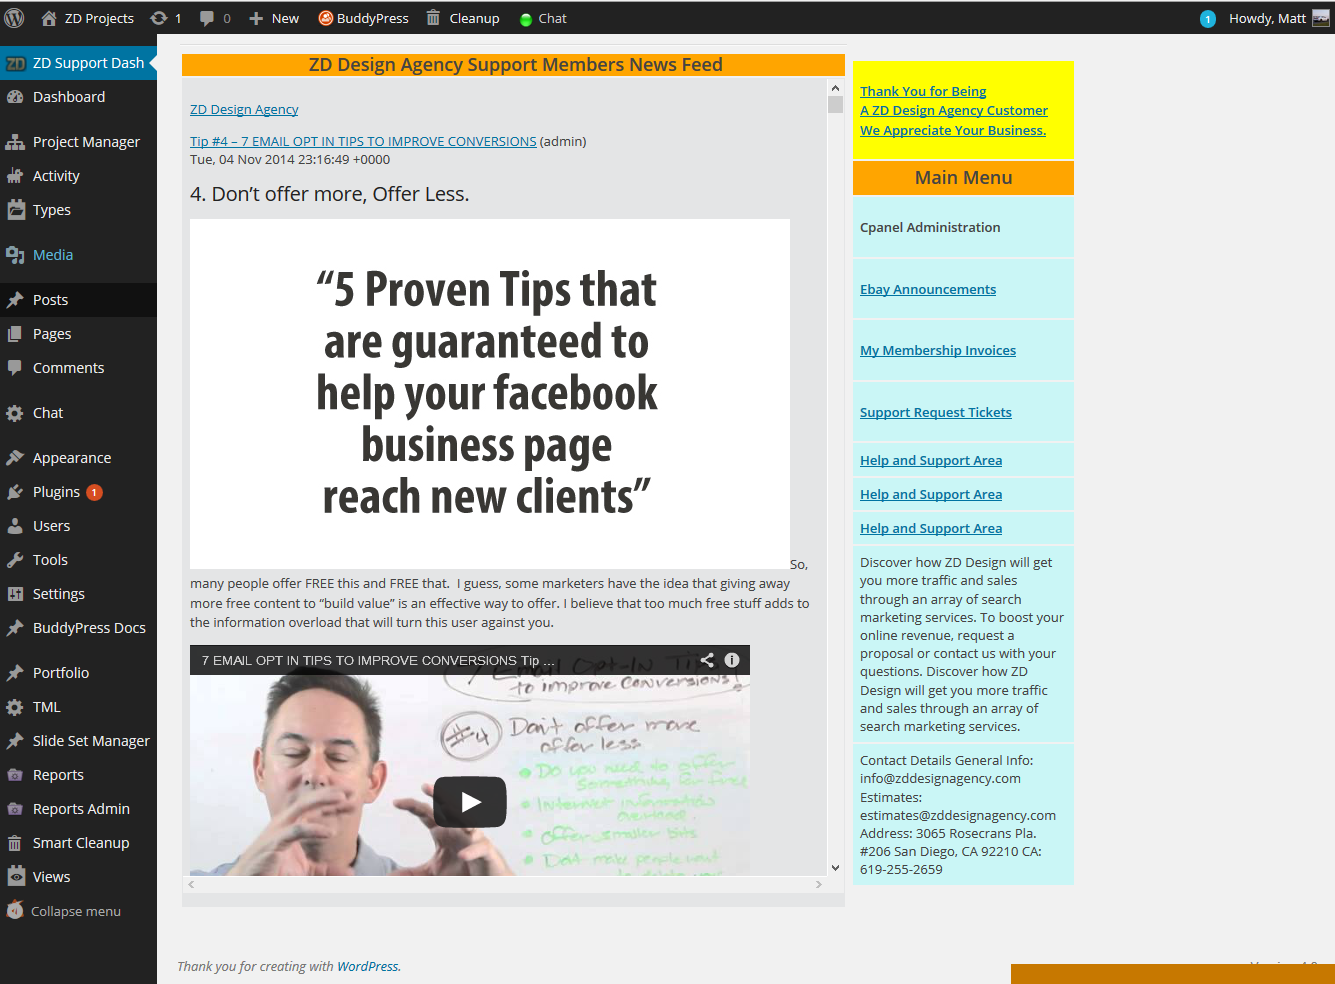 ZD Projects 1 0 New BuddyPress Cleanup Chat 1 Howdy, Matt
ZD Support Dash
Dashboard
Project Manager
Activity
Types
Media
Posts
Pages
Comments
Chat
Appearance
Plugins 1
Users
Tools
Settings
BuddyPress Docs
Portfolio
TML
Slide Set Manager
Reports
Reports Admin
Smart Cleanup
Views
Collapse menu
ZD Design Agency Support Members News Feed
ZD Design Agency
Tip #4 – 7 EMAIL OPT IN TIPS TO IMPROVE CONVERSIONS (admin)
Tue, 04 Nov 2014 23:16:49 +0000
4. Don’t offer more, Offer Less.
“5 Proven Tips that
are guaranteed to
help your facebook
business page
reach new clients”
So,
many people offer FREE this and FREE that.  I guess, some marketers have the idea that giving away
more free content to “build value” is an effective way to offer. I believe that too much free stuff adds to
the information overload that will turn this user against you.
7 EMAIL OPT IN TIPS TO IMPROVE CONVERSIONS Tip ...
7 Email Opt-In Tips
to improve Conversions!
#4 Don't offer more
offer less
Do you need to offer
something for free
Internet information
overload
Offer smaller bits
Don't make people want
to delete your
Thank You for Being
A ZD Design Agency Customer
We Appreciate Your Business.
Main Menu
Cpanel Administration
Ebay Announcements
My Membership Invoices
Support Request Tickets
Help and Support Area
Help and Support Area
Help and Support Area
Discover how ZD Design will get
you more traffic and sales
through an array of search
marketing services. To boost your
online revenue, request a
proposal or contact us with your
questions. Discover how ZD
Design will get you more traffic
and sales through an array of
search marketing services.
Contact Details General Info:
info@zddesignagency.com
Estimates:
estimates@zddesignagency.com
Address: 3065 Rosecrans Pla.
#206 San Diego, CA 92210 CA:
619-255-2659
Thank you for creating with WordPress.